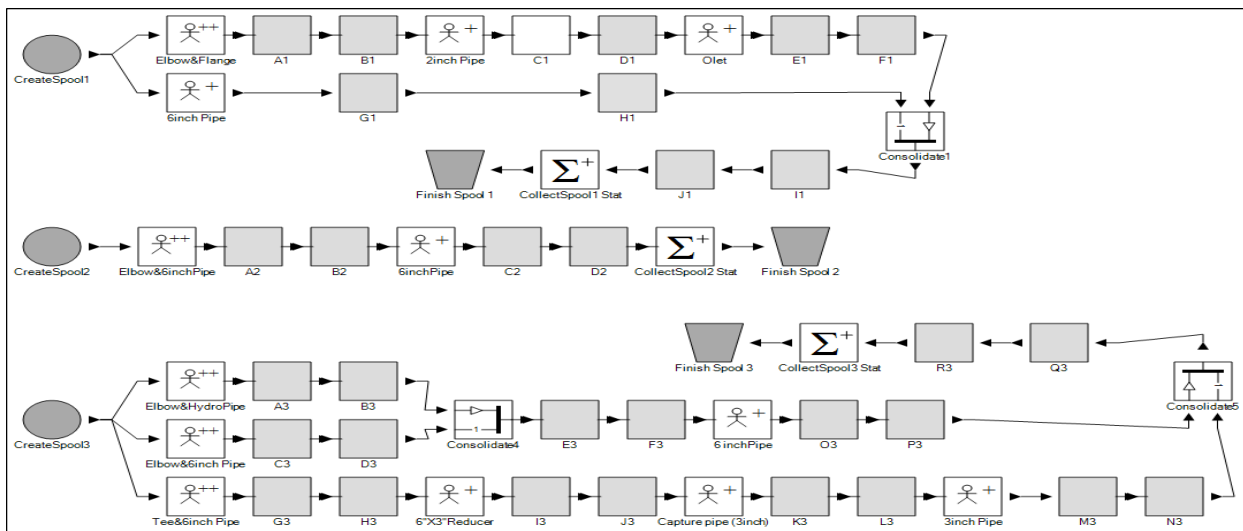 ++ + +
CreateSpool1 Elbow&Flange A1 B1 2inch Pipe C1 D1 Olet E1 F1
+
6inch Pipe G1 H1
Consolidate1
Σ+
Finish Spool 1 CollectSpool1 Stat J1 I1
++ + Σ+
CreateSpool2 Elbow&6inchPipe A2 B2 6inchPipe C2 D2 CollectSpool2 Stat Finish Spool 2
Σ+
Finish Spool 3 CollectSpool3 Stat R3 Q3
++
Elbow&HydroPipe A3 B3
Consolidate5
++ 1 +
CreateSpool3 Elbow&6inch Pipe C3 D3 Consolidate4 E3 F3 6inchPipe O3 P3
++ + + +
Tee&6inch Pipe G3 H3 6"X3"Reducer I3 J3 Capture pipe (3inch) K3 L3 3inch Pipe M3 N3